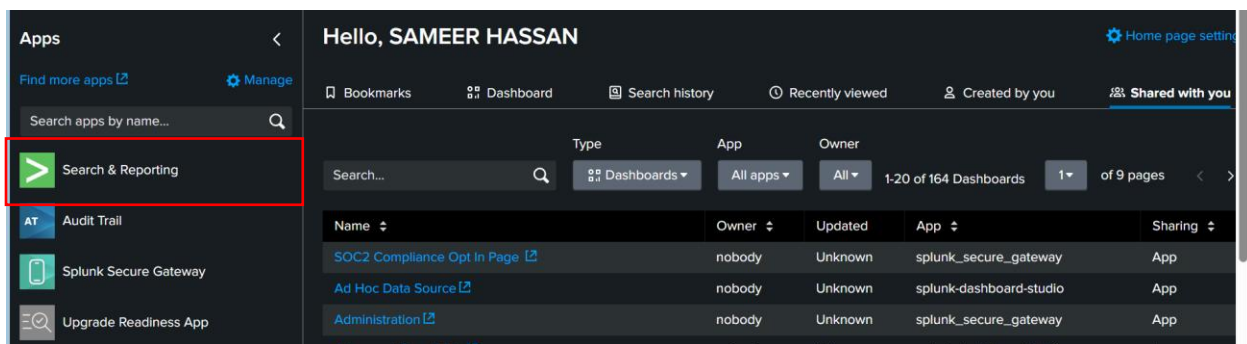 Apps
Find more apps Manage
Search apps by name...
Search & Reporting
AT Audit Trail
Splunk Secure Gateway
Upgrade Readiness App
Hello, SAMEER HASSAN
Home page setting
Bookmarks Dashboard Search history Recently viewed Created by you Shared with you
Type App Owner
Search... Dashboards All apps All 1-20 of 164 Dashboards 1 of 9 pages
Name Owner Updated App Sharing
SOC2 Compliance Opt In Page nobody Unknown splunk_secure_gateway App
Ad Hoc Data Source nobody Unknown splunk-dashboard-studio App
Administration nobody Unknown splunk_secure_gateway App